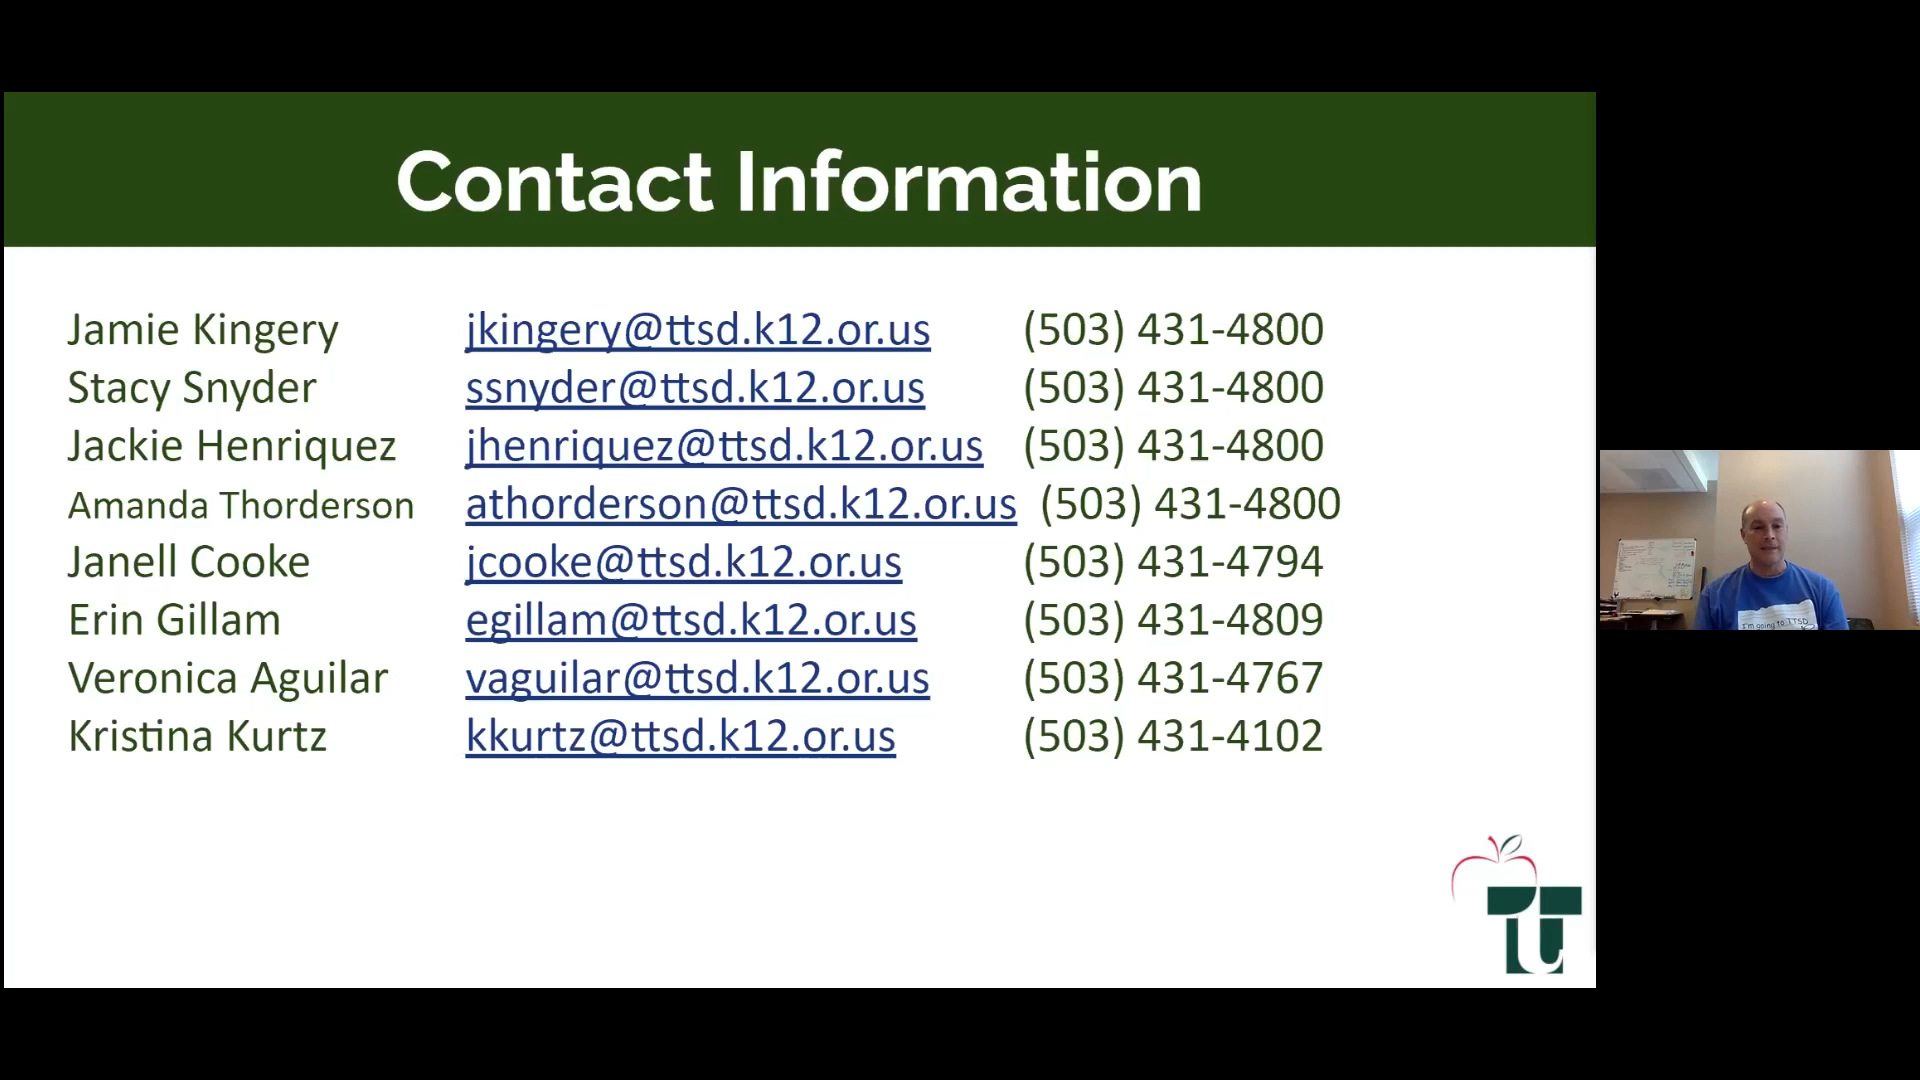 Contact Information
Jamie Kingery jkingery@ttsd.k12.or.us (503) 431-4800
Stacy Snyder ssnyder@ttsd.k12.or.us (503) 431-4800
Jackie Henriquez jhenriquez@ttsd.k12.or.us (503) 431-4800
Amanda Thorderson athorderson@ttsd.k12.or.us (503) 431-4800
Janell Cooke jcooke@ttsd.k12.or.us (503) 431-4794
Erin Gillam egillam@ttsd.k12.or.us (503) 431-4809
Veronica Aguilar vaguilar@ttsd.k12.or.us (503) 431-4767
Kristina Kurtz kkurtz@ttsd.k12.or.us (503) 431-4102
I'm going to TTSD